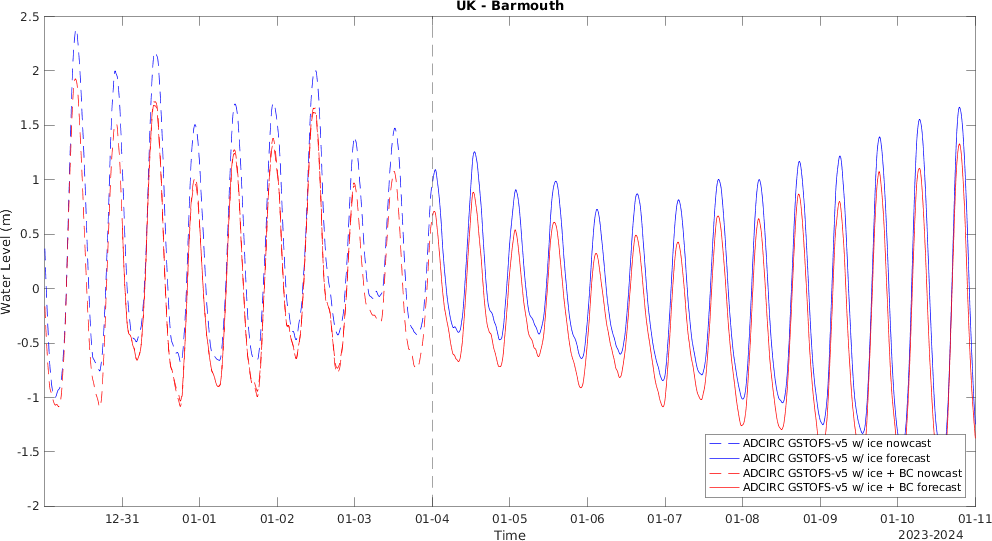 UK - Barmouth
2.5
2
1.5
1
0.5
0
-0.5
-1
-1.5
-2
Water Level (m)
ADCIRC GSTOFS-v5 w/ ice nowcast
ADCIRC GSTOFS-v5 w/ ice forecast
ADCIRC GSTOFS-v5 w/ ice + BC nowcast
ADCIRC GSTOFS-v5 w/ ice + BC forecast
12-31 01-01 01-02 01-03 01-04 01-05 01-06 01-07 01-08 01-09 01-10 01-11
Time
2023-2024